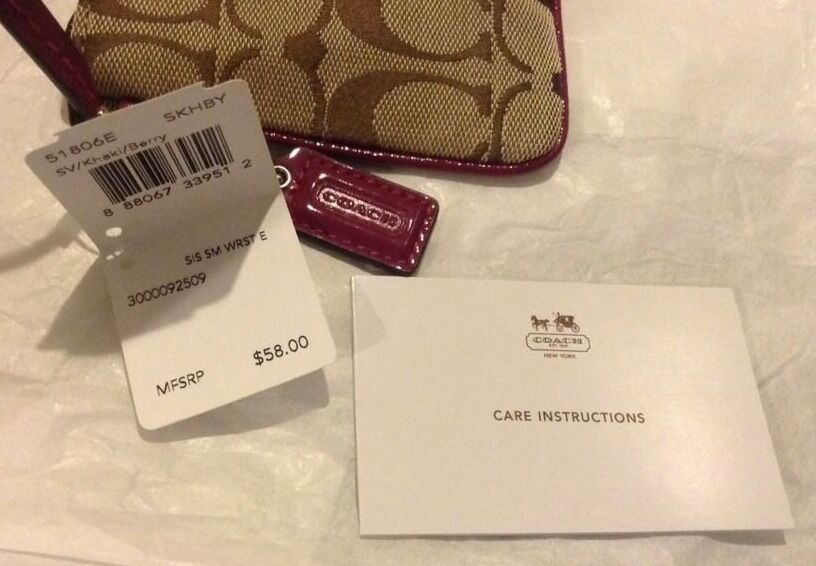 51806E SKHBY
SV/Khaki/Berry
8 88067 33951 2
SIS SM WRST E
3000092509
$58.00
MFSRP
COACH
COACH
EST. 1941
NEW YORK
CARE INSTRUCTIONS